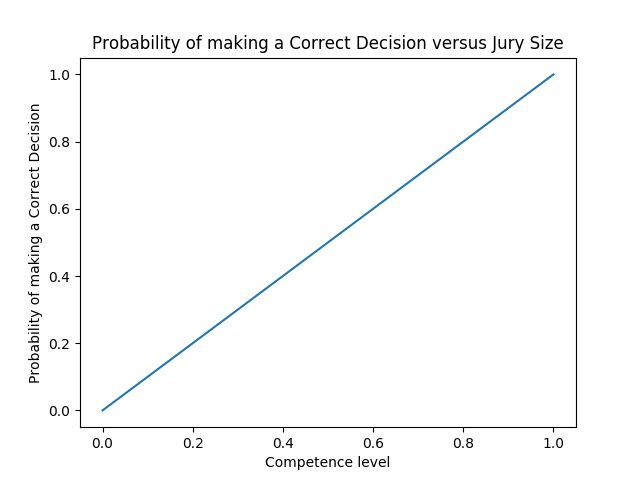 Probability of making a Correct Decision versus Jury Size
Probability of making a Correct Decision
1.0
0.8
0.6
0.4
0.2
0.0
0.0 0.2 0.4 0.6 0.8 1.0
Competence level